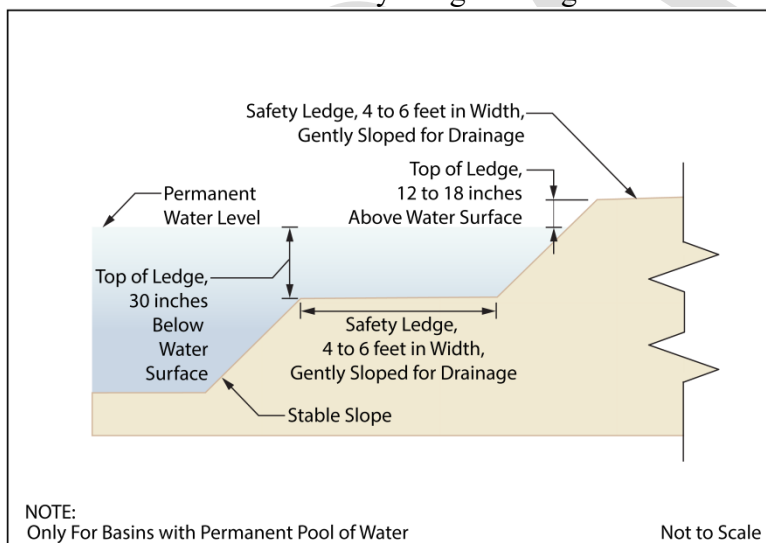 Safety Ledge, 4 to 6 feet in Width,
Gently Sloped for Drainage
Top of Ledge,
12 to 18 inches
Above Water Surface
Permanent
Water Level
Top of Ledge,
30 inches
Below
Water
Surface
Safety Ledge,
4 to 6 feet in Width,
Gently Sloped for Drainage
Stable Slope
NOTE:
Only For Basins with Permanent Pool of Water
Not to Scale